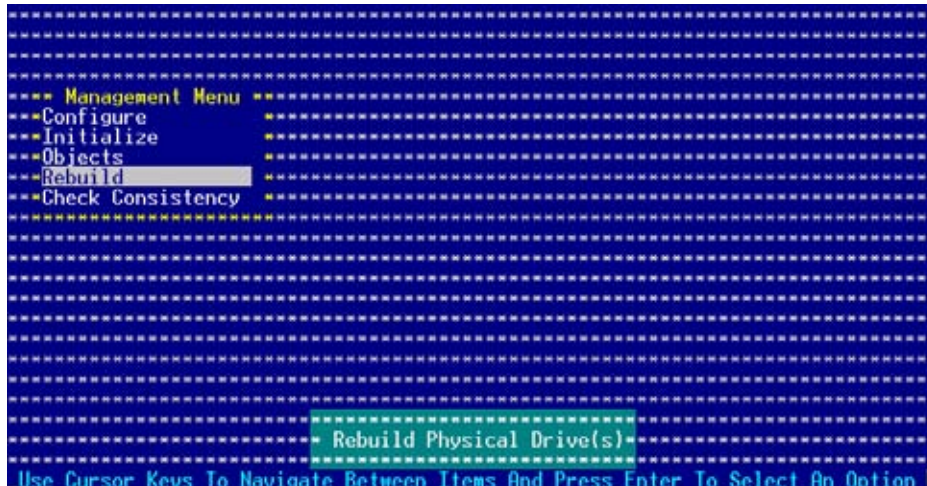 Management Menu
Configure
Initialize
Objects
Rebuild
Check Consistency
Rebuild Physical Drive(s)
Use Cursor Keys To Navigate Between Items And Press Enter To Select An Option